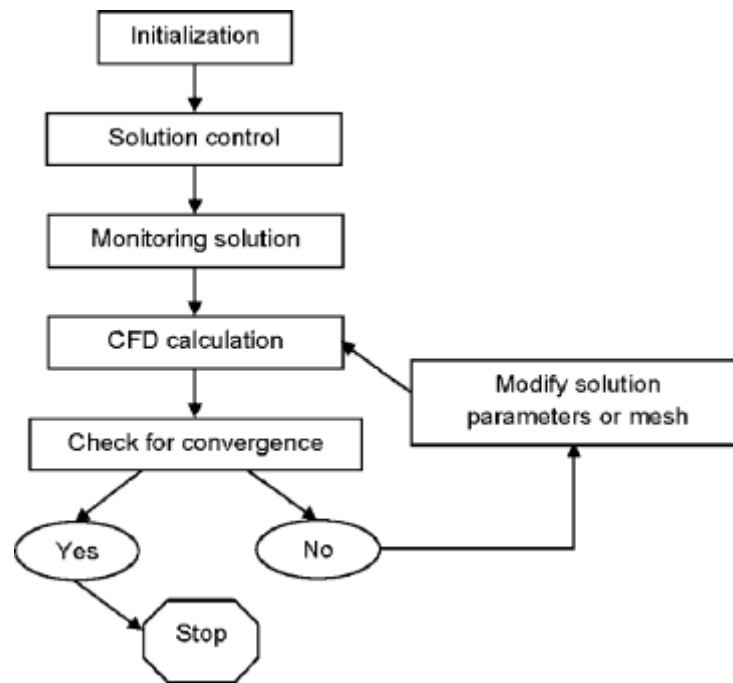 Initialization
Solution control
Monitoring solution
CFD calculation
Modify solution
parameters or mesh
Check for convergence
Yes
No
Stop